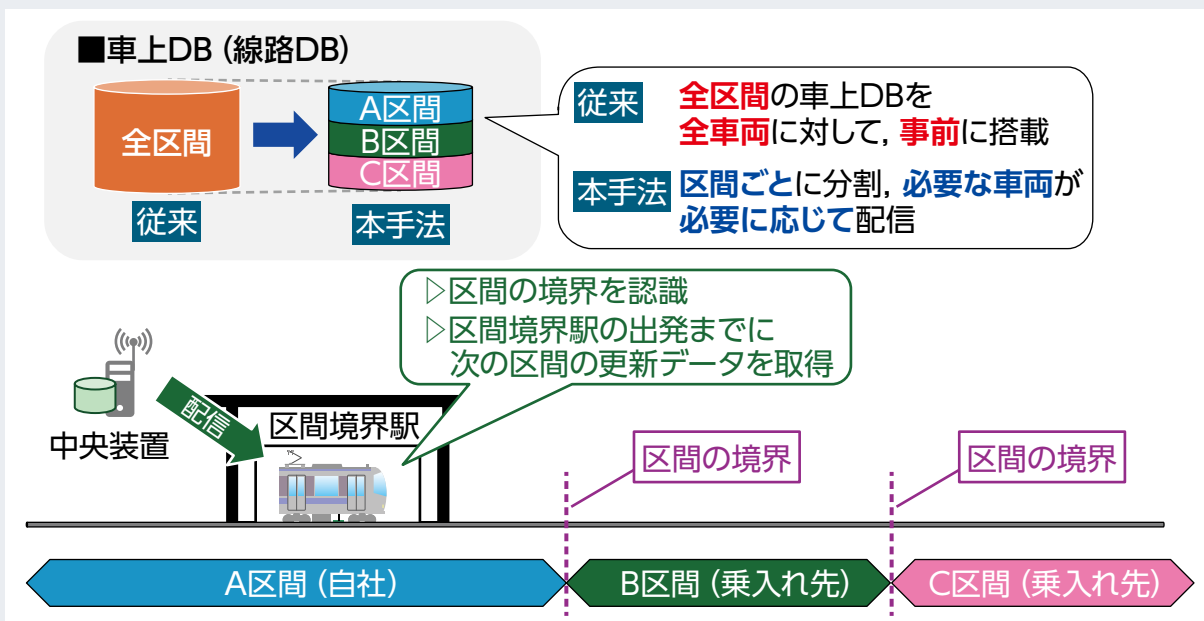 ■車上DB（線路DB）
全区間
A区間
B区間
C区間
従来
本手法
従来
全区間の車上DBを
全車両に対して，事前に搭載
本手法
区間ごとに分割，必要な車両が
必要に応じて配信
▷区間の境界を認識
▷区間境界駅の出発までに
次の区間の更新データを取得
配信
中央装置
区間境界駅
区間の境界
区間の境界
A区間（自社）
B区間（乗入れ先）
C区間（乗入れ先）